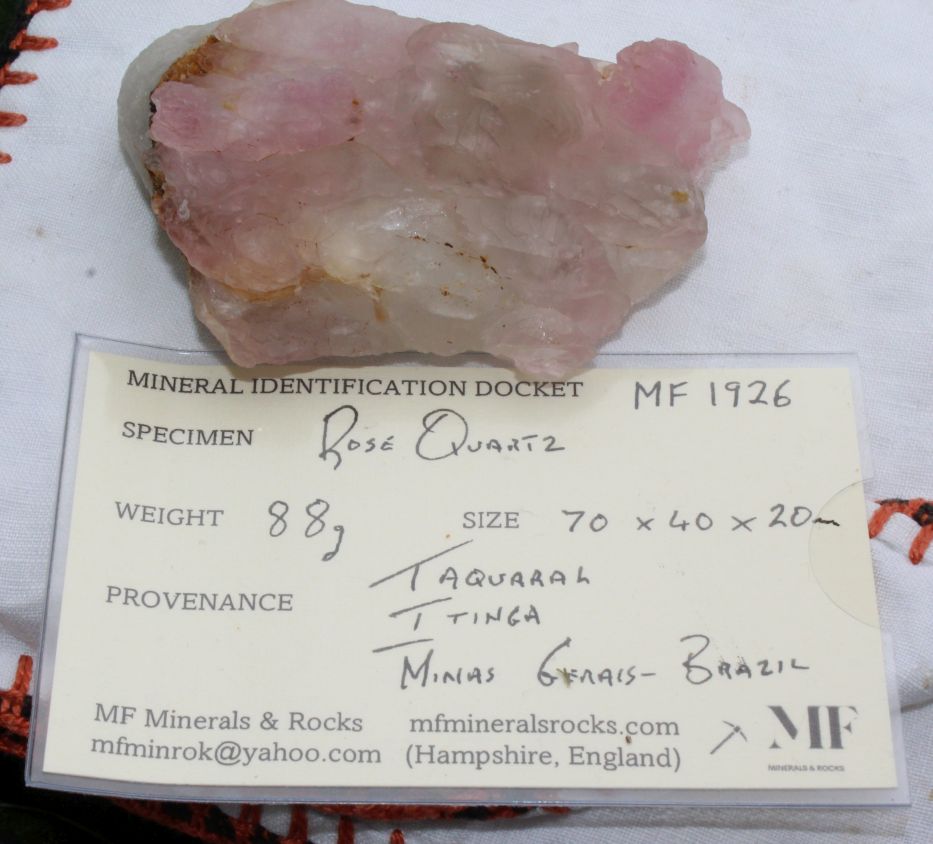 MINERAL IDENTIFICATION DOCKET MF 1926
SPECIMEN Rose Quartz
WEIGHT 88g SIZE 70 x 40 x 20mm
PROVENANCE TAQUARAL
ITINGA
MINAS GERAIS - BRAZIL
MF Minerals & Rocks mfmineralsrocks.com
mfminrok@yahoo.com (Hampshire, England)
MF
MINERALS & ROCKS